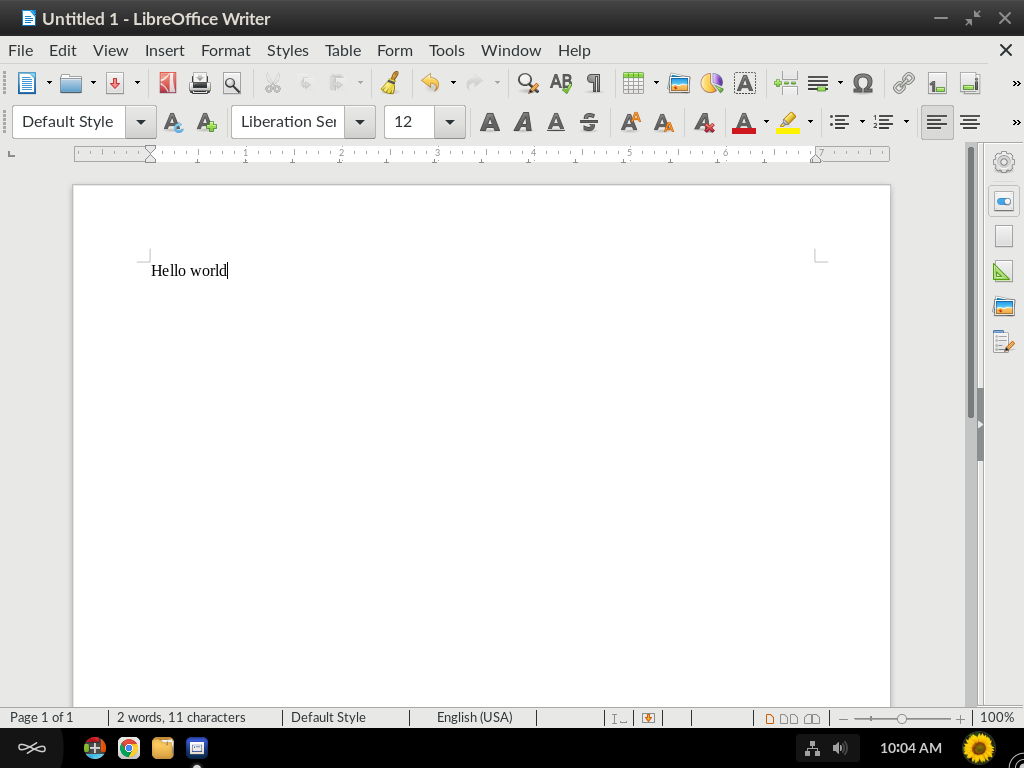 Untitled 1 - LibreOffice Writer
File Edit View Insert Format Styles Table Form Tools Window Help
Default Style Liberation Ser 12
1 2 3 4 5 6 7
Hello world
Page 1 of 1 2 words, 11 characters Default Style English (USA) 100%
10:04 AM